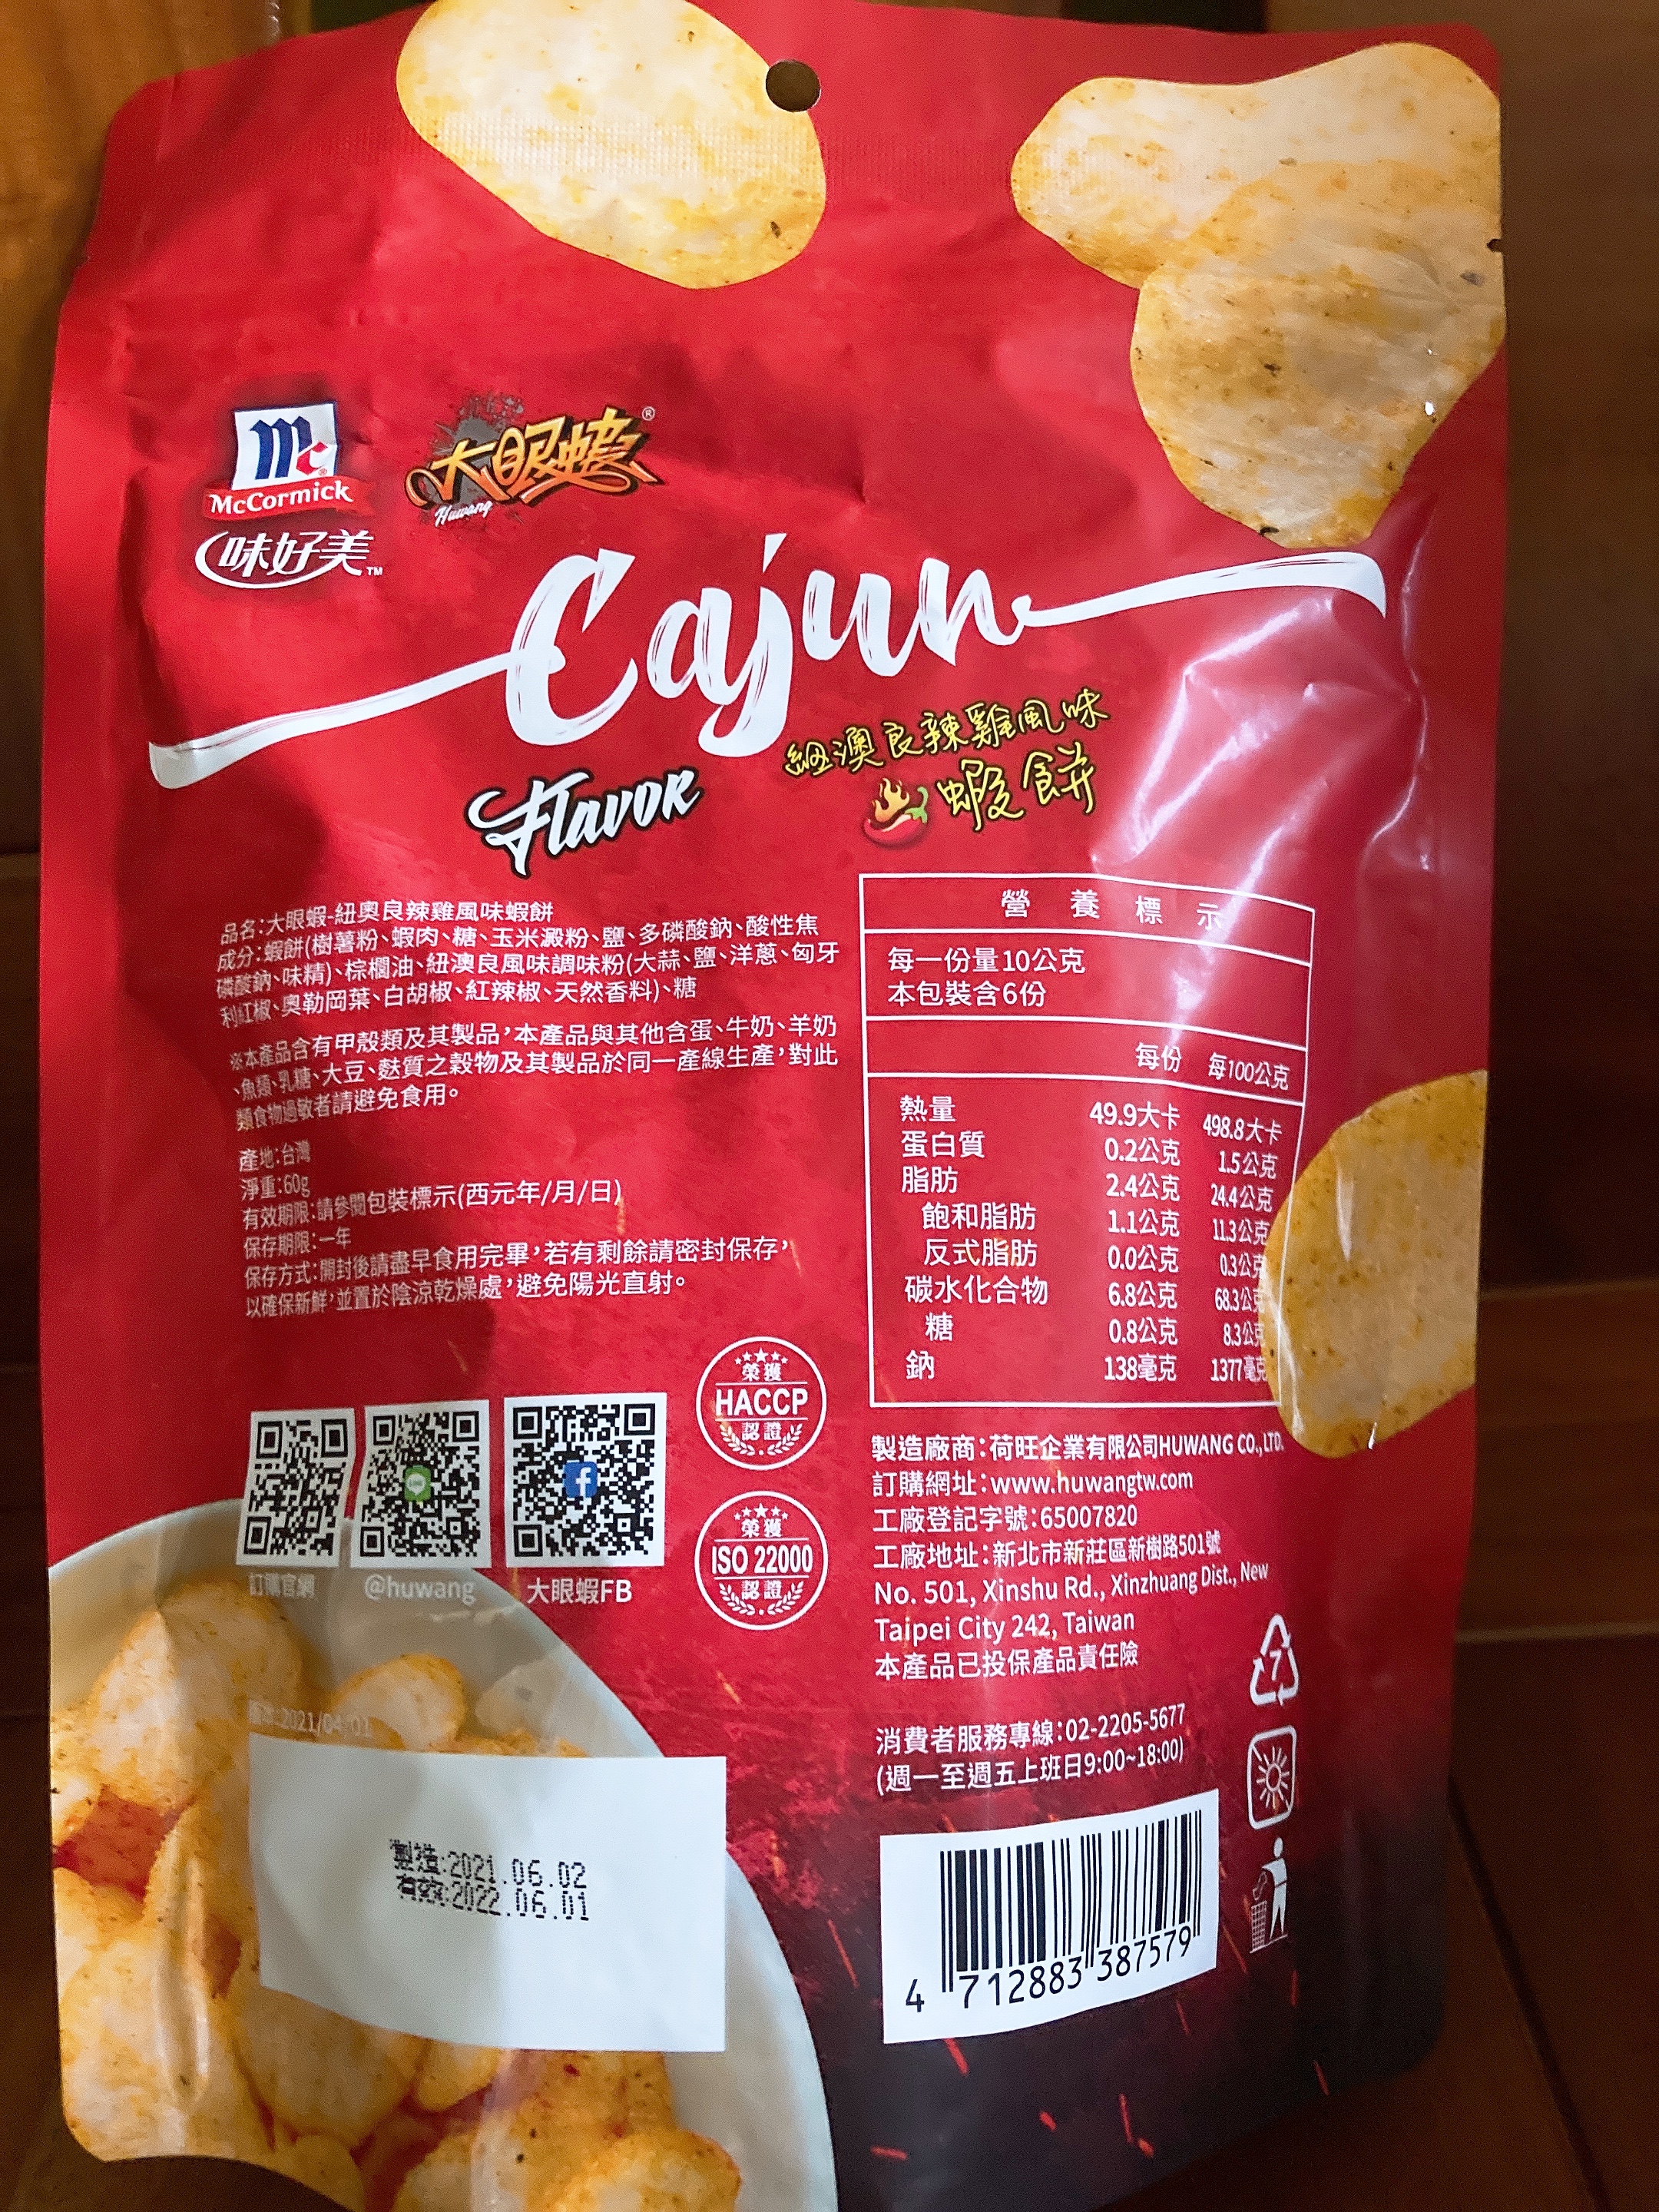 Mc
McCormick
味好美™
大眼蝦®
Huwang
Cajun
Flavor
紐澳良辣雞風味
蝦餅
品名:大眼蝦-紐奧良辣雞風味蝦餅
成分:蝦餅(樹薯粉、蝦肉、糖、玉米澱粉、鹽、多磷酸鈉、酸性焦
磷酸鈉、味精)、棕櫚油、紐澳良風味調味粉(大蒜、鹽、洋蔥、匈牙
利紅椒、奧勒岡葉、白胡椒、紅辣椒、天然香料)、糖
※本產品含有甲殼類及其製品,本產品與其他含蛋、牛奶、羊奶
、魚類、乳糖、大豆、麩質之穀物及其製品於同一產線生產,對此
類食物過敏者請避免食用。
產地:台灣
淨重:60g
有效期限:請參閱包裝標示(西元年/月/日)
保存期限:一年
保存方式:開封後請盡早食用完畢,若有剩餘請密封保存,
以確保新鮮,並置於陰涼乾燥處,避免陽光直射。
營養標示
每一份量10公克
本包裝含6份
每份 每100公克
熱量 49.9大卡 498.8大卡
蛋白質 0.2公克 1.5公克
脂肪 2.4公克 24.4公克
飽和脂肪 1.1公克 11.3公克
反式脂肪 0.0公克 0.3公克
碳水化合物 6.8公克 68.3公克
糖 0.8公克 8.3公克
鈉 138毫克 1377毫克
榮獲
HACCP
認證
榮獲
ISO 22000
認證
訂購官網 @huwang 大眼蝦FB
製造廠商:荷旺企業有限公司HUWANG CO.,LTD.
訂購網址:www.huwangtw.com
工廠登記字號:65007820
工廠地址:新北市新莊區新樹路501號
No. 501, Xinshu Rd., Xinzhuang Dist., New
Taipei City 242, Taiwan
本產品已投保產品責任險
消費者服務專線:02-2205-5677
(週一至週五上班日9:00~18:00)
7
2021/04/01
製造:2021.06.02
有效:2022.06.01
4 712883 387579